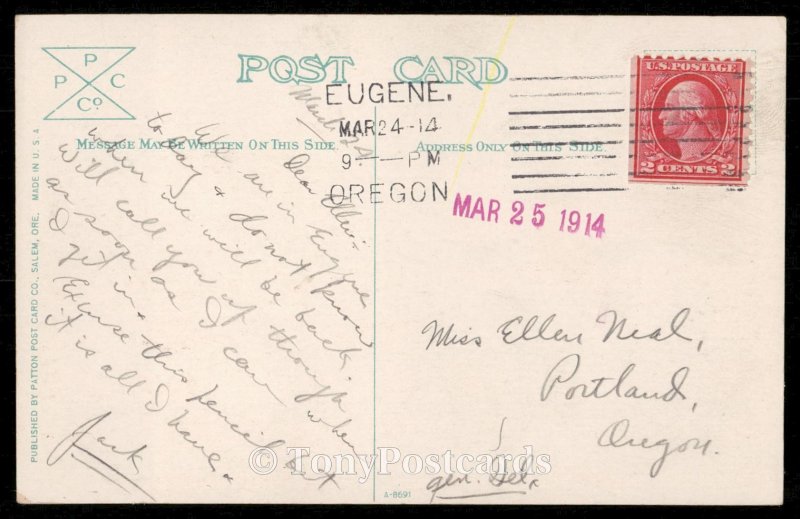 P
P C
Co
POST CARD
MESSAGE MAY BE WRITTEN ON THIS SIDE.
ADDRESS ONLY ON THIS SIDE.
PUBLISHED BY PATTON POST CARD CO., SALEM, ORE. MADE IN U.S.A
EUGENE.
MAR 24-14
9— —PM
OREGON
MAR 25 1914
U.S. POSTAGE
2 CENTS 2
March 24
Dear Ellen:-
We are in Eugene
to day & do not know
when we will be back
will call you up though
as soon as I can when
I get in.
(Excuse this pencil but
it is all I have.
Jack
Miss Ellen Neal,
Portland,
Oregon.
gen. Del.
A-8691
© TonyPostcards